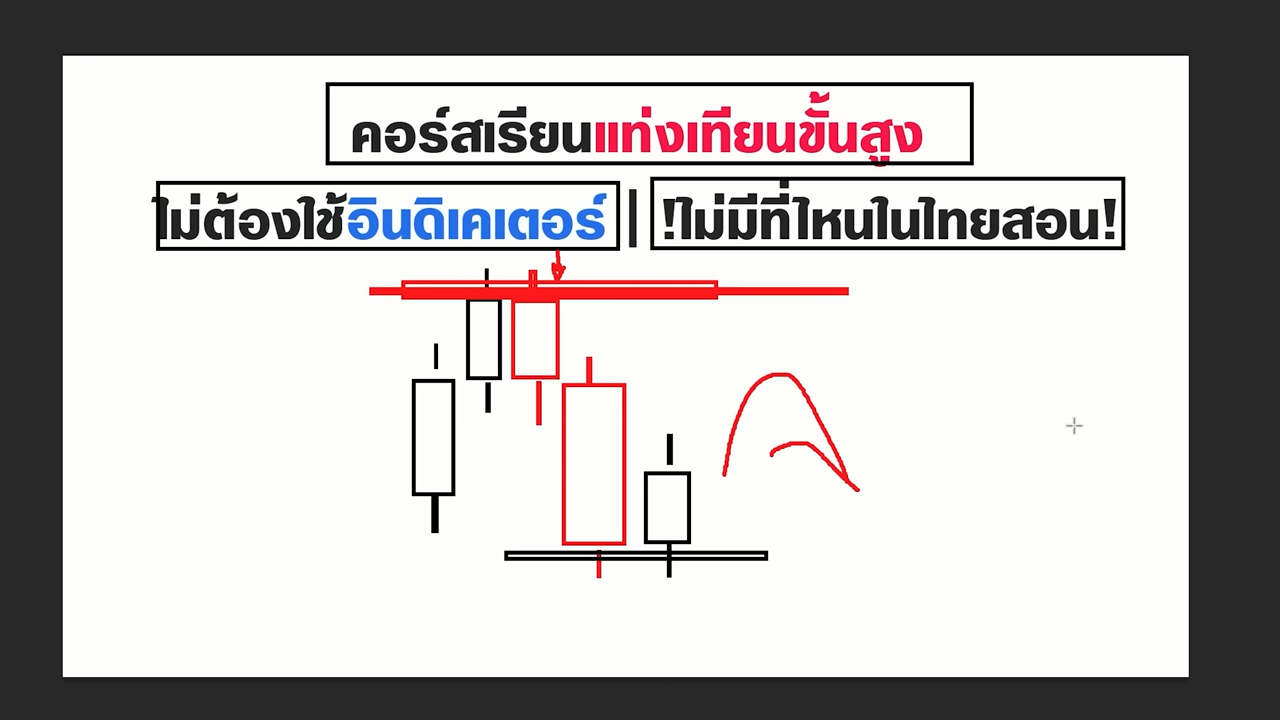 คอร์สเรียนแท่งเทียนขั้นสูง
ไม่ต้องใช้อินดิเคเตอร์ | !ไม่มีที่ไหนในไทยสอน!